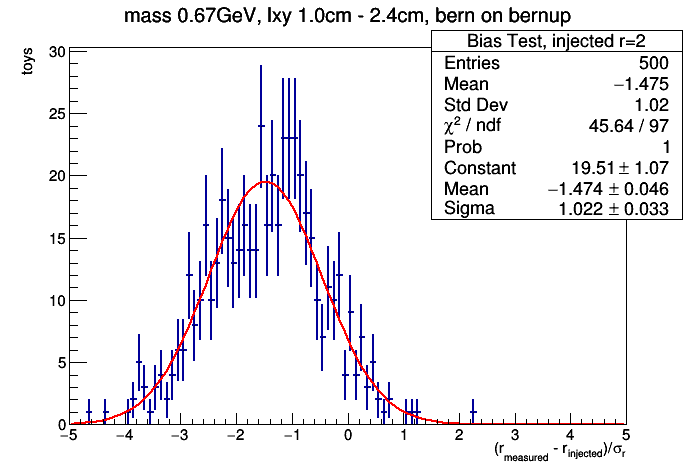 mass 0.67GeV, lxy 1.0cm - 2.4cm, bern on bernup
Bias Test, injected r=2
Entries 500
Mean −1.475
Std Dev 1.02
χ² / ndf 45.64 / 97
Prob 1
Constant 19.51 ± 1.07
Mean −1.474 ± 0.046
Sigma 1.022 ± 0.033
toys
30
25
20
15
10
5
0
−5 −4 −3 −2 −1 0 1 2 3 4 5
(r_measured - r_injected)/σ_r